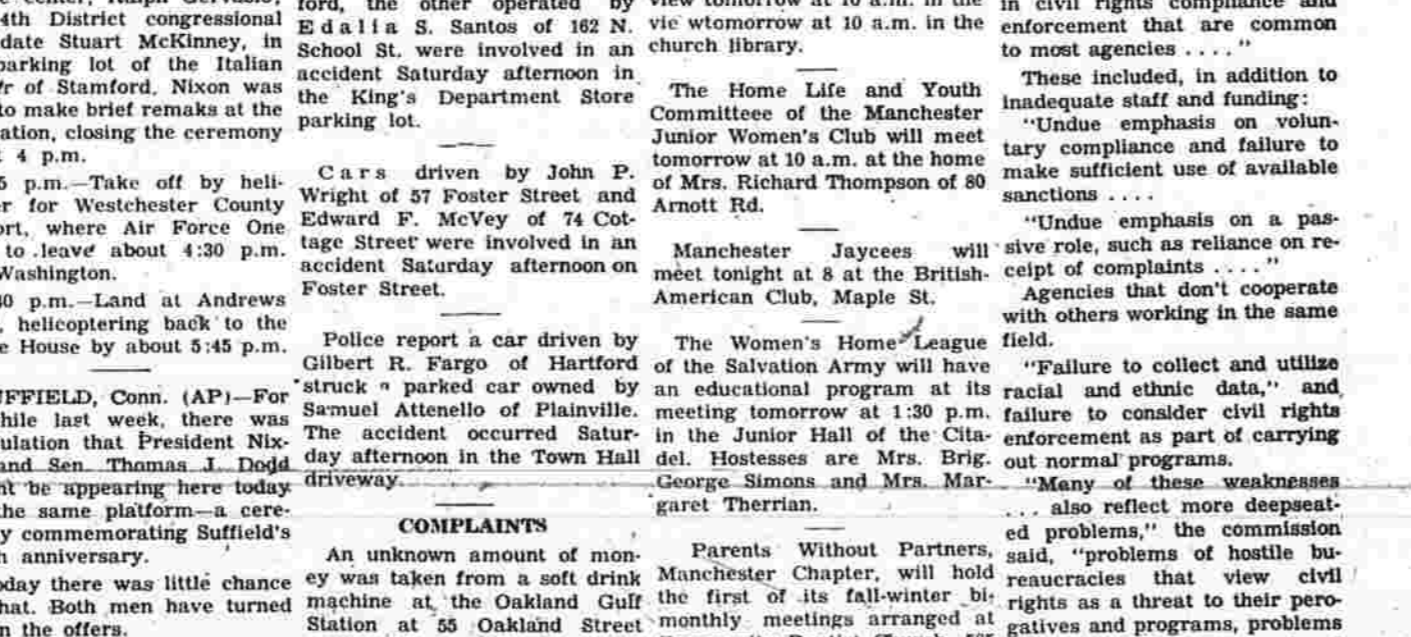 4th District congressional
date Stuart McKinney, in
parking lot of the Italian
of Stamford, Nixon was
to make brief remaks at the
ation, closing the ceremony
4 p.m.
p.m.—Take off by heli-
r for Westchester County
ort, where Air Force One
to leave about 4:30 p.m.
Washington.
0 p.m.—Land at Andrews
, helicoptering back to the
e House by about 5:45 p.m.
FFIELD, Conn. (AP)—For
hile last week, there was
ulation that President Nix-
and Sen. Thomas J. Dodd
ht be appearing here today
the same platform—a cere-
y commemorating Suffield's
h anniversary.
oday there was little chance
hat. Both men have turned
n the offers.
ford, the other operated by
Edalia S. Santos of 162 N.
School St. were involved in an
accident Saturday afternoon in
the King's Department Store
parking lot.
Cars driven by John P.
Wright of 57 Foster Street and
Edward F. McVey of 74 Cot-
tage Street were involved in an
accident Saturday afternoon on
Foster Street.
Police report a car driven by
Gilbert R. Fargo of Hartford
struck a parked car owned by
Samuel Attenello of Plainville.
The accident occurred Satur-
day afternoon in the Town Hall
driveway.
COMPLAINTS
An unknown amount of mon-
ey was taken from a soft drink
machine at the Oakland Gulf
Station at 55 Oakland Street
view tomorrow at 10 a.m. in the
vic wtomorrow at 10 a.m. in the
church library.
The Home Life and Youth
Committeee of the Manchester
Junior Women's Club will meet
tomorrow at 10 a.m. at the home
of Mrs. Richard Thompson of 80
Arnott Rd.
Manchester Jaycees will
meet tonight at 8 at the British-
American Club, Maple St.
The Women's Home League
of the Salvation Army will have
an educational program at its
meeting tomorrow at 1:30 p.m.
in the Junior Hall of the Cita-
del. Hostesses are Mrs. Brig.
George Simons and Mrs. Mar-
garet Therrian.
Parents Without Partners,
Manchester Chapter, will hold
the first of its fall-winter bi-
monthly meetings arranged at
in civil rights compliance and
enforcement that are common
to most agencies . . . ."
These included, in addition to
inadequate staff and funding:
"Undue emphasis on volun-
tary compliance and failure to
make sufficient use of available
sanctions . . . .
"Undue emphasis on a pas-
sive role, such as reliance on re-
ceipt of complaints . . . ."
Agencies that don't cooperate
with others working in the same
field.
"Failure to collect and utilize
racial and ethnic data," and
failure to consider civil rights
enforcement as part of carrying
out normal programs.
"Many of these weaknesses
. . . also reflect more deepseat-
ed problems," the commission
said, "problems of hostile bu-
reaucracies that view civil
rights as a threat to their pero-
gatives and programs, problems